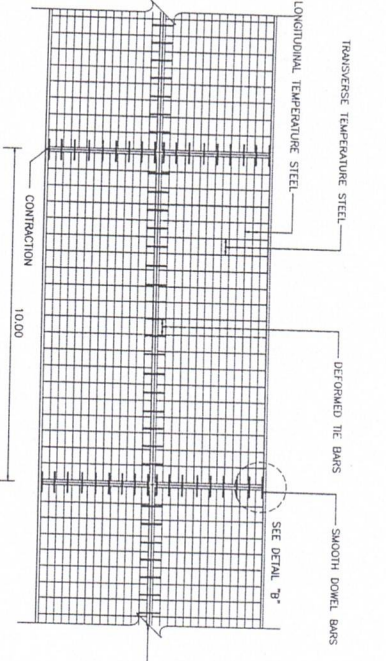 TRANSVERSE TEMPERATURE STEEL
LONGITUDINAL TEMPERATURE STEEL
DEFORMED TIE BARS
SMOOTH DOWEL BARS
SEE DETAIL "B"
CONTRACTION
10.00